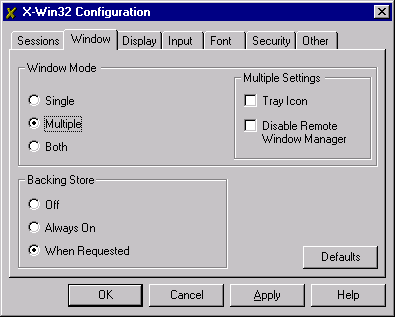 X-Win32 Configuration
Sessions Window Display Input Font Security Other
Window Mode
Single
Multiple
Both
Multiple Settings
Tray Icon
Disable Remote
Window Manager
Backing Store
Off
Always On
When Requested
Defaults
OK Cancel Apply Help